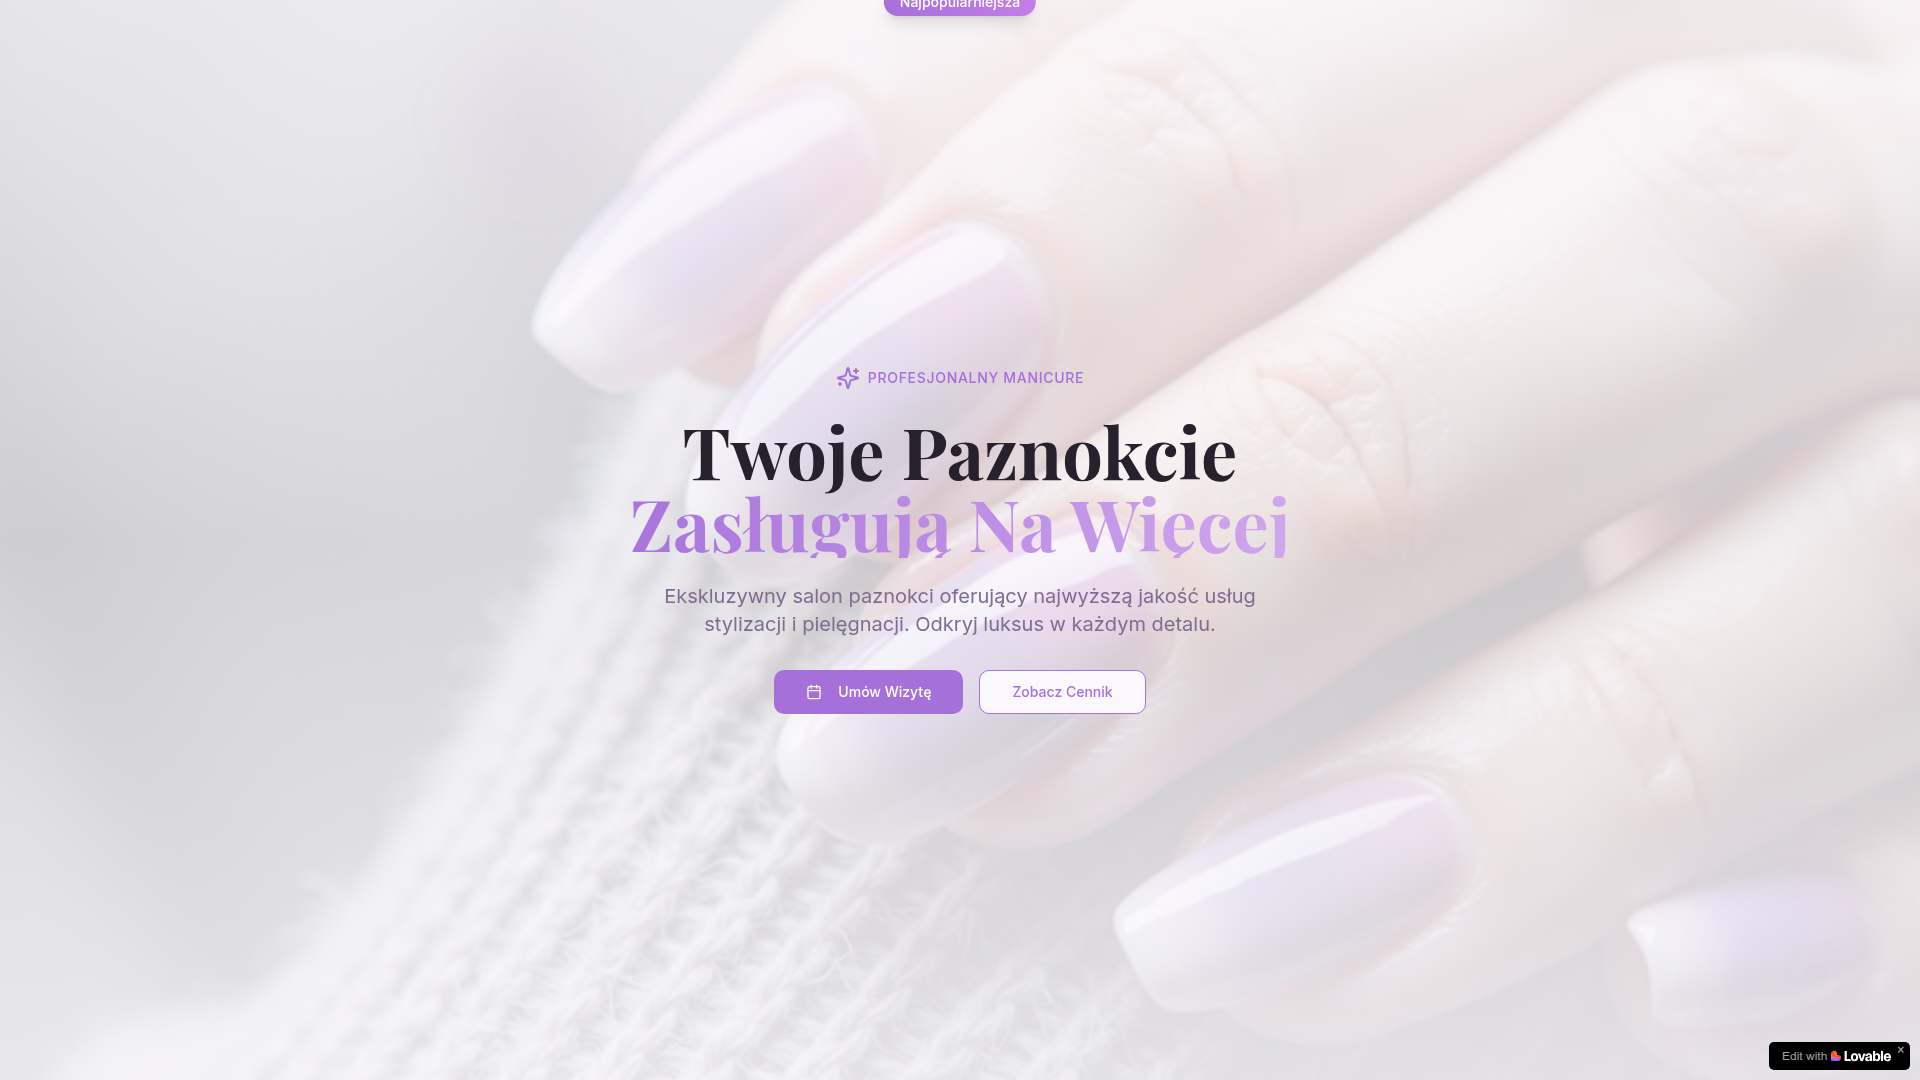 Najpopularniejsza
PROFESJONALNY MANICURE
Twoje Paznokcie
Zasługują Na Więcej
Ekskluzywny salon paznokci oferujący najwyższą jakość usług
stylizacji i pielęgnacji. Odkryj luksus w każdym detalu.
Umów Wizytę
Zobacz Cennik
Edit with Lovable